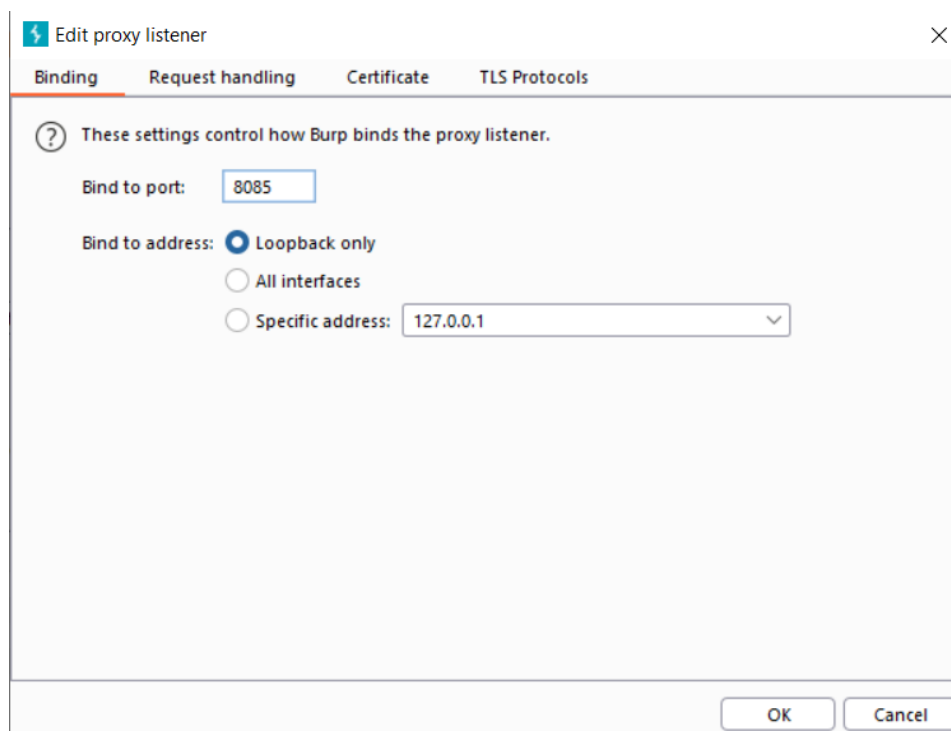 Edit proxy listener
Binding Request handling Certificate TLS Protocols
These settings control how Burp binds the proxy listener.
Bind to port: 8085
Bind to address: Loopback only
All interfaces
Specific address: 127.0.0.1
OK Cancel